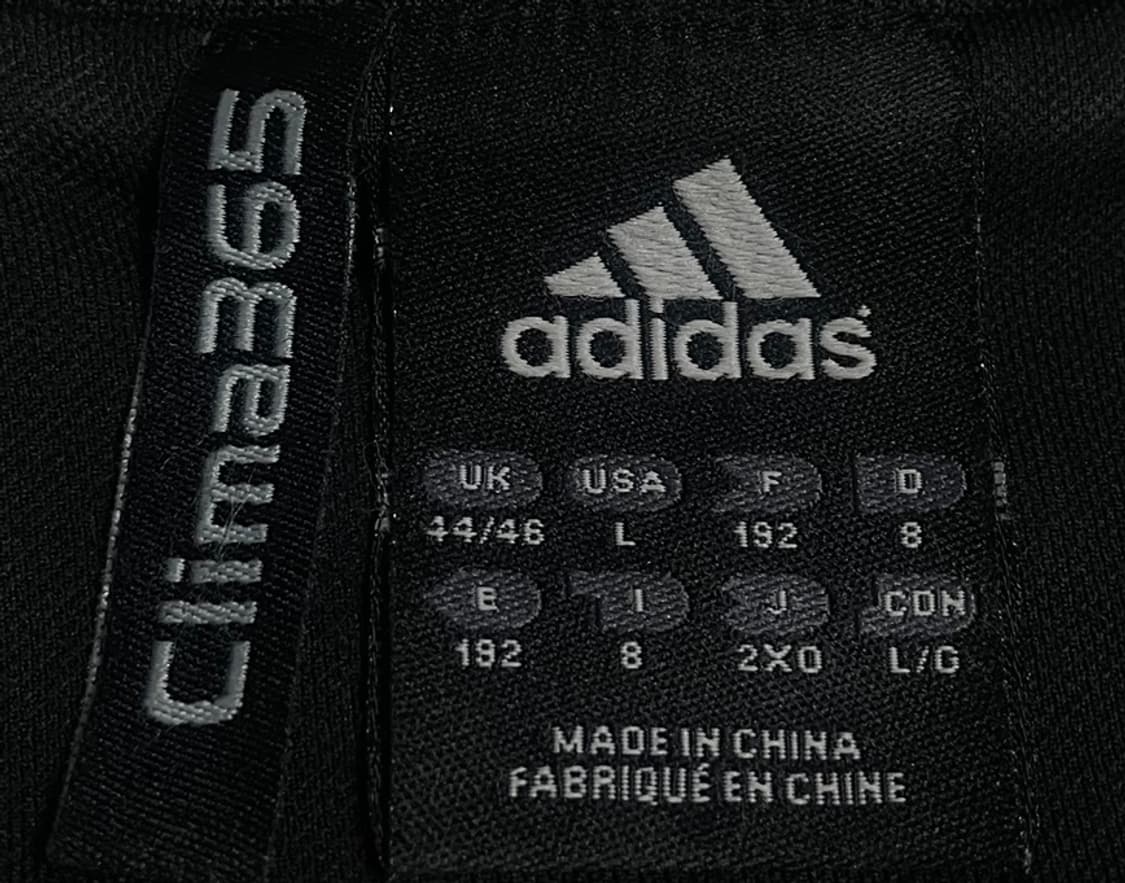 clima365
adidas
UK USA F D
44/46 L 192 8
E I J CDN
192 8 2XO L/G
MADE IN CHINA
FABRIQUÉ EN CHINE